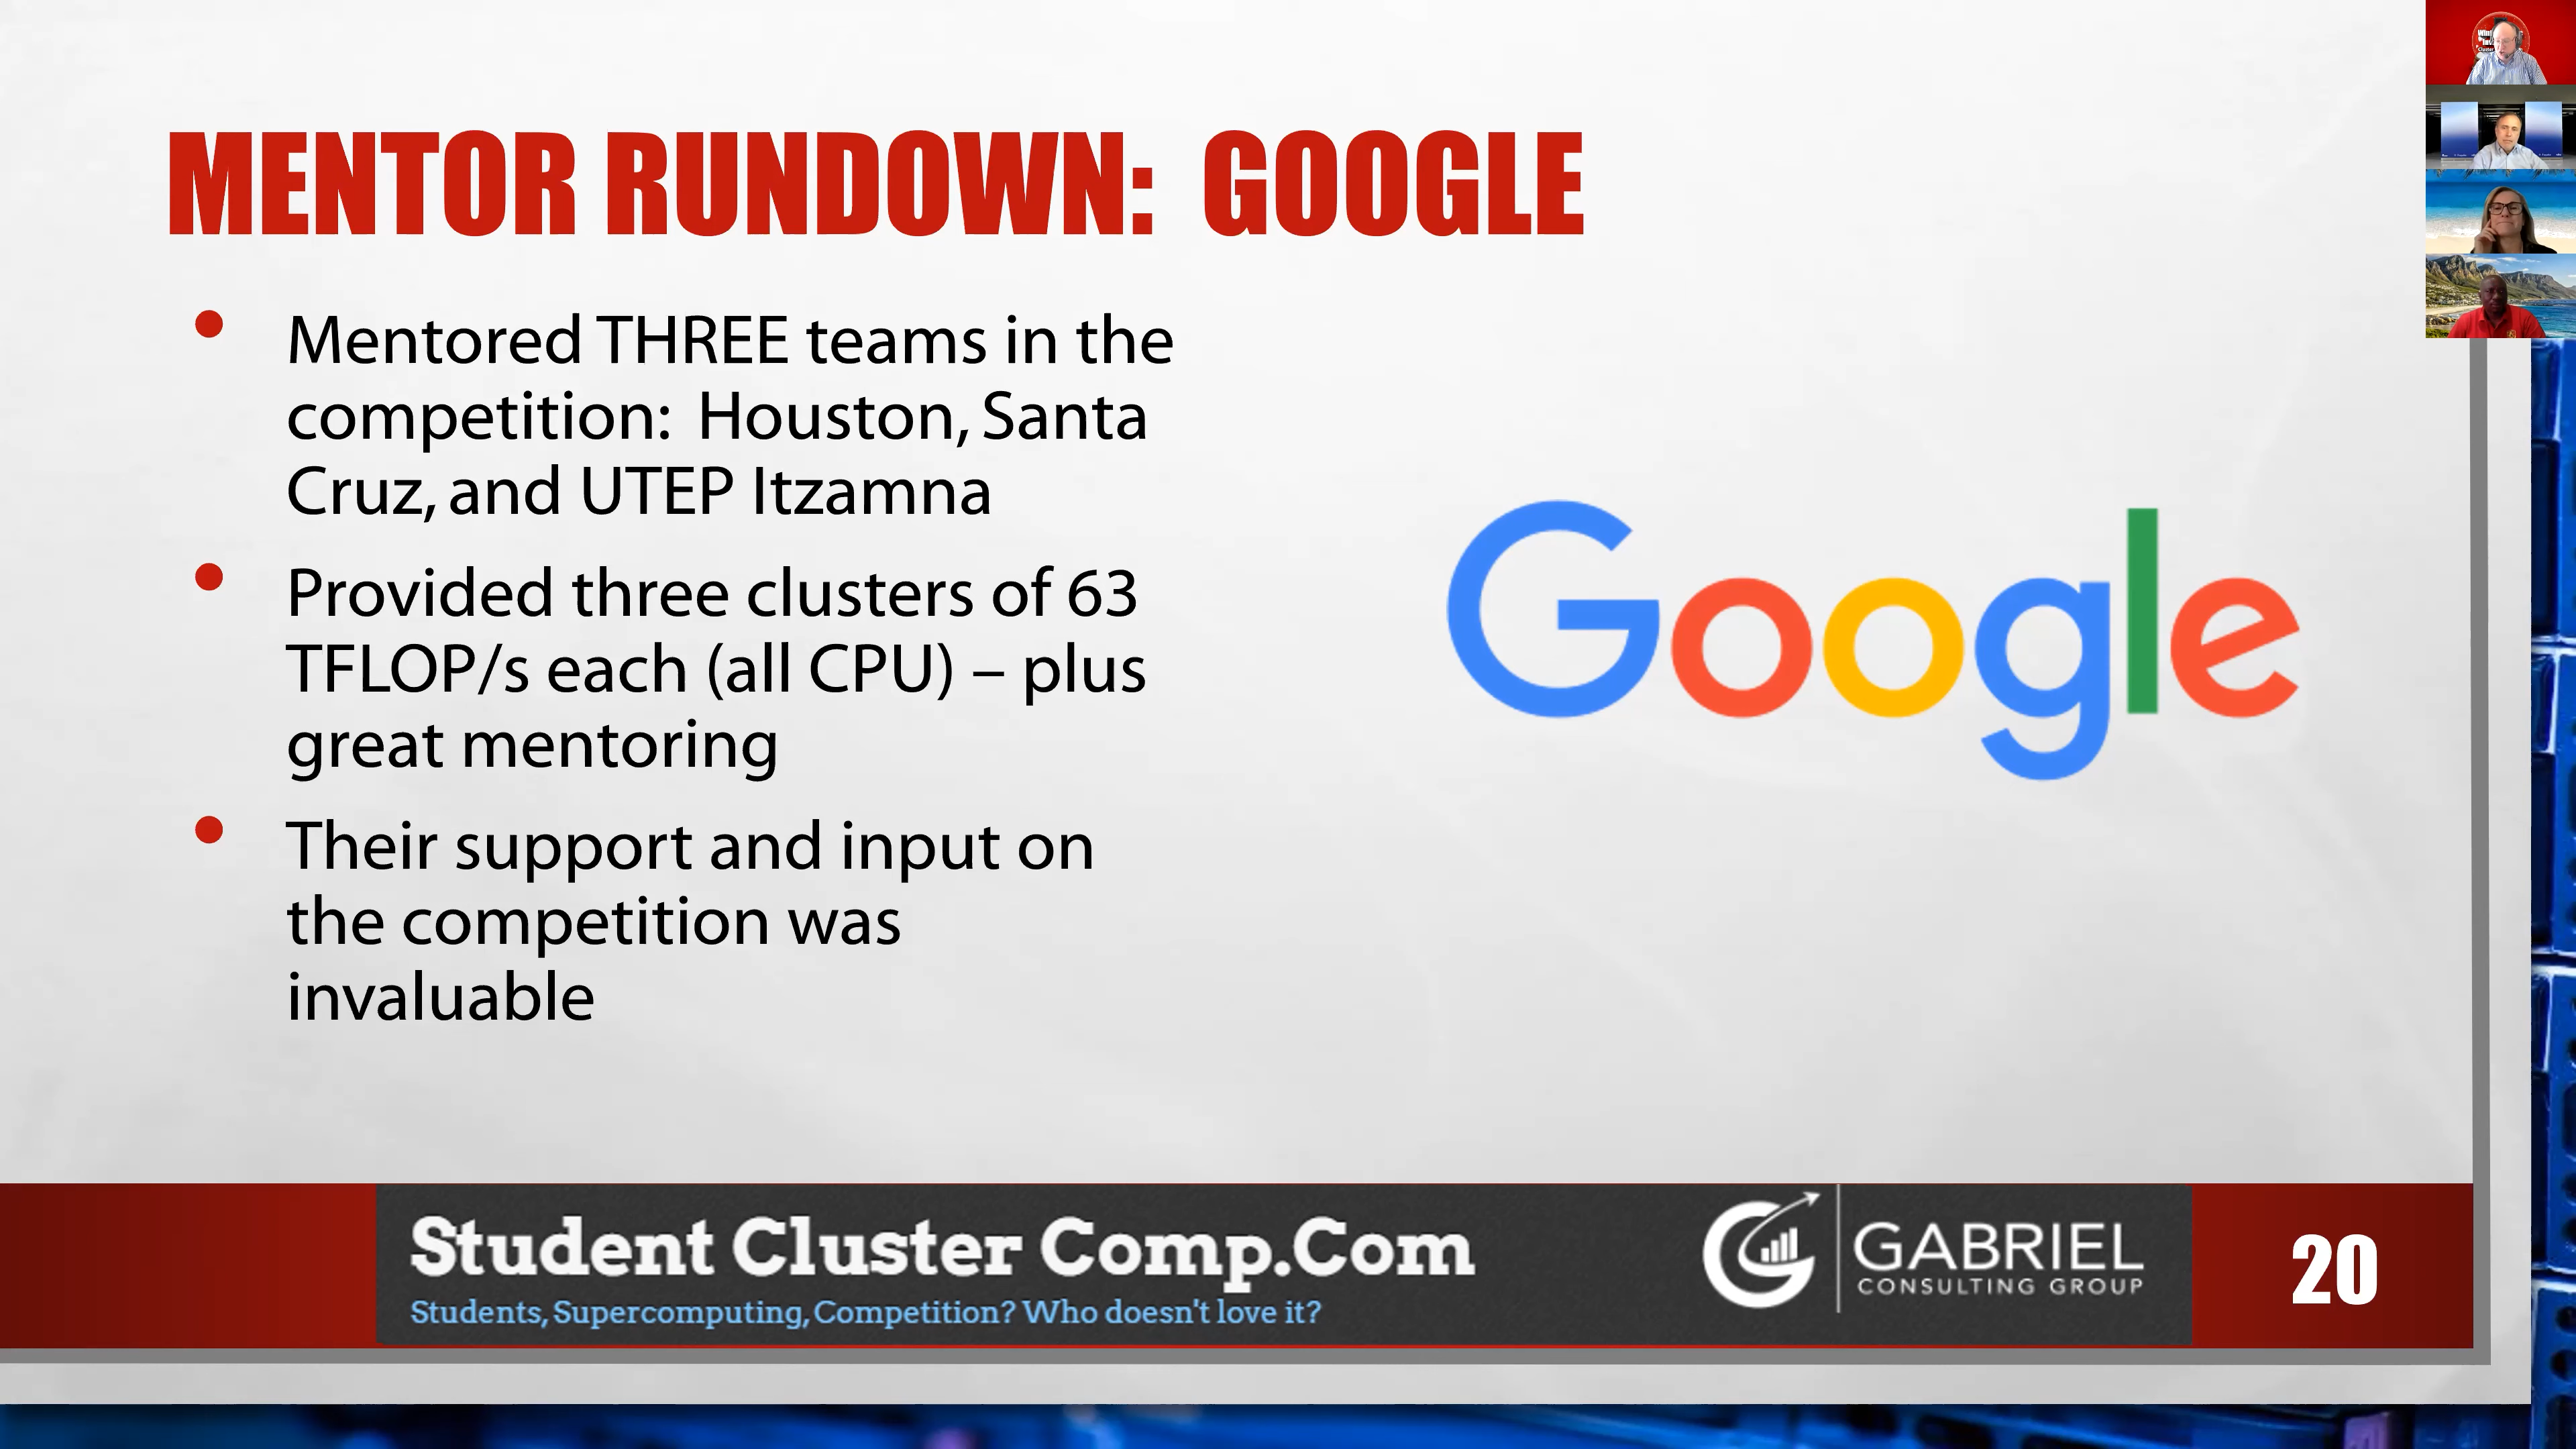 MENTOR RUNDOWN: GOOGLE
• Mentored THREE teams in the
competition: Houston, Santa
Cruz, and UTEP Itzamna
• Provided three clusters of 63
TFLOP/s each (all CPU) – plus
great mentoring
• Their support and input on
the competition was
invaluable
Google
Student Cluster Comp.Com
Students, Supercomputing, Competition? Who doesn't love it?
GABRIEL
CONSULTING GROUP
20